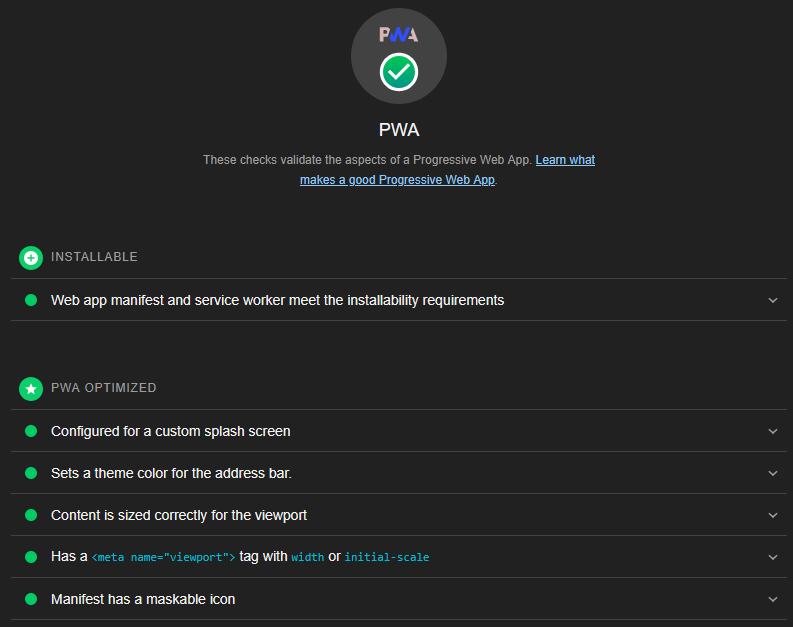 PWA
PWA
These checks validate the aspects of a Progressive Web App. Learn what
makes a good Progressive Web App.
INSTALLABLE
Web app manifest and service worker meet the installability requirements
PWA OPTIMIZED
Configured for a custom splash screen
Sets a theme color for the address bar.
Content is sized correctly for the viewport
Has a <meta name="viewport"> tag with width or initial-scale
Manifest has a maskable icon